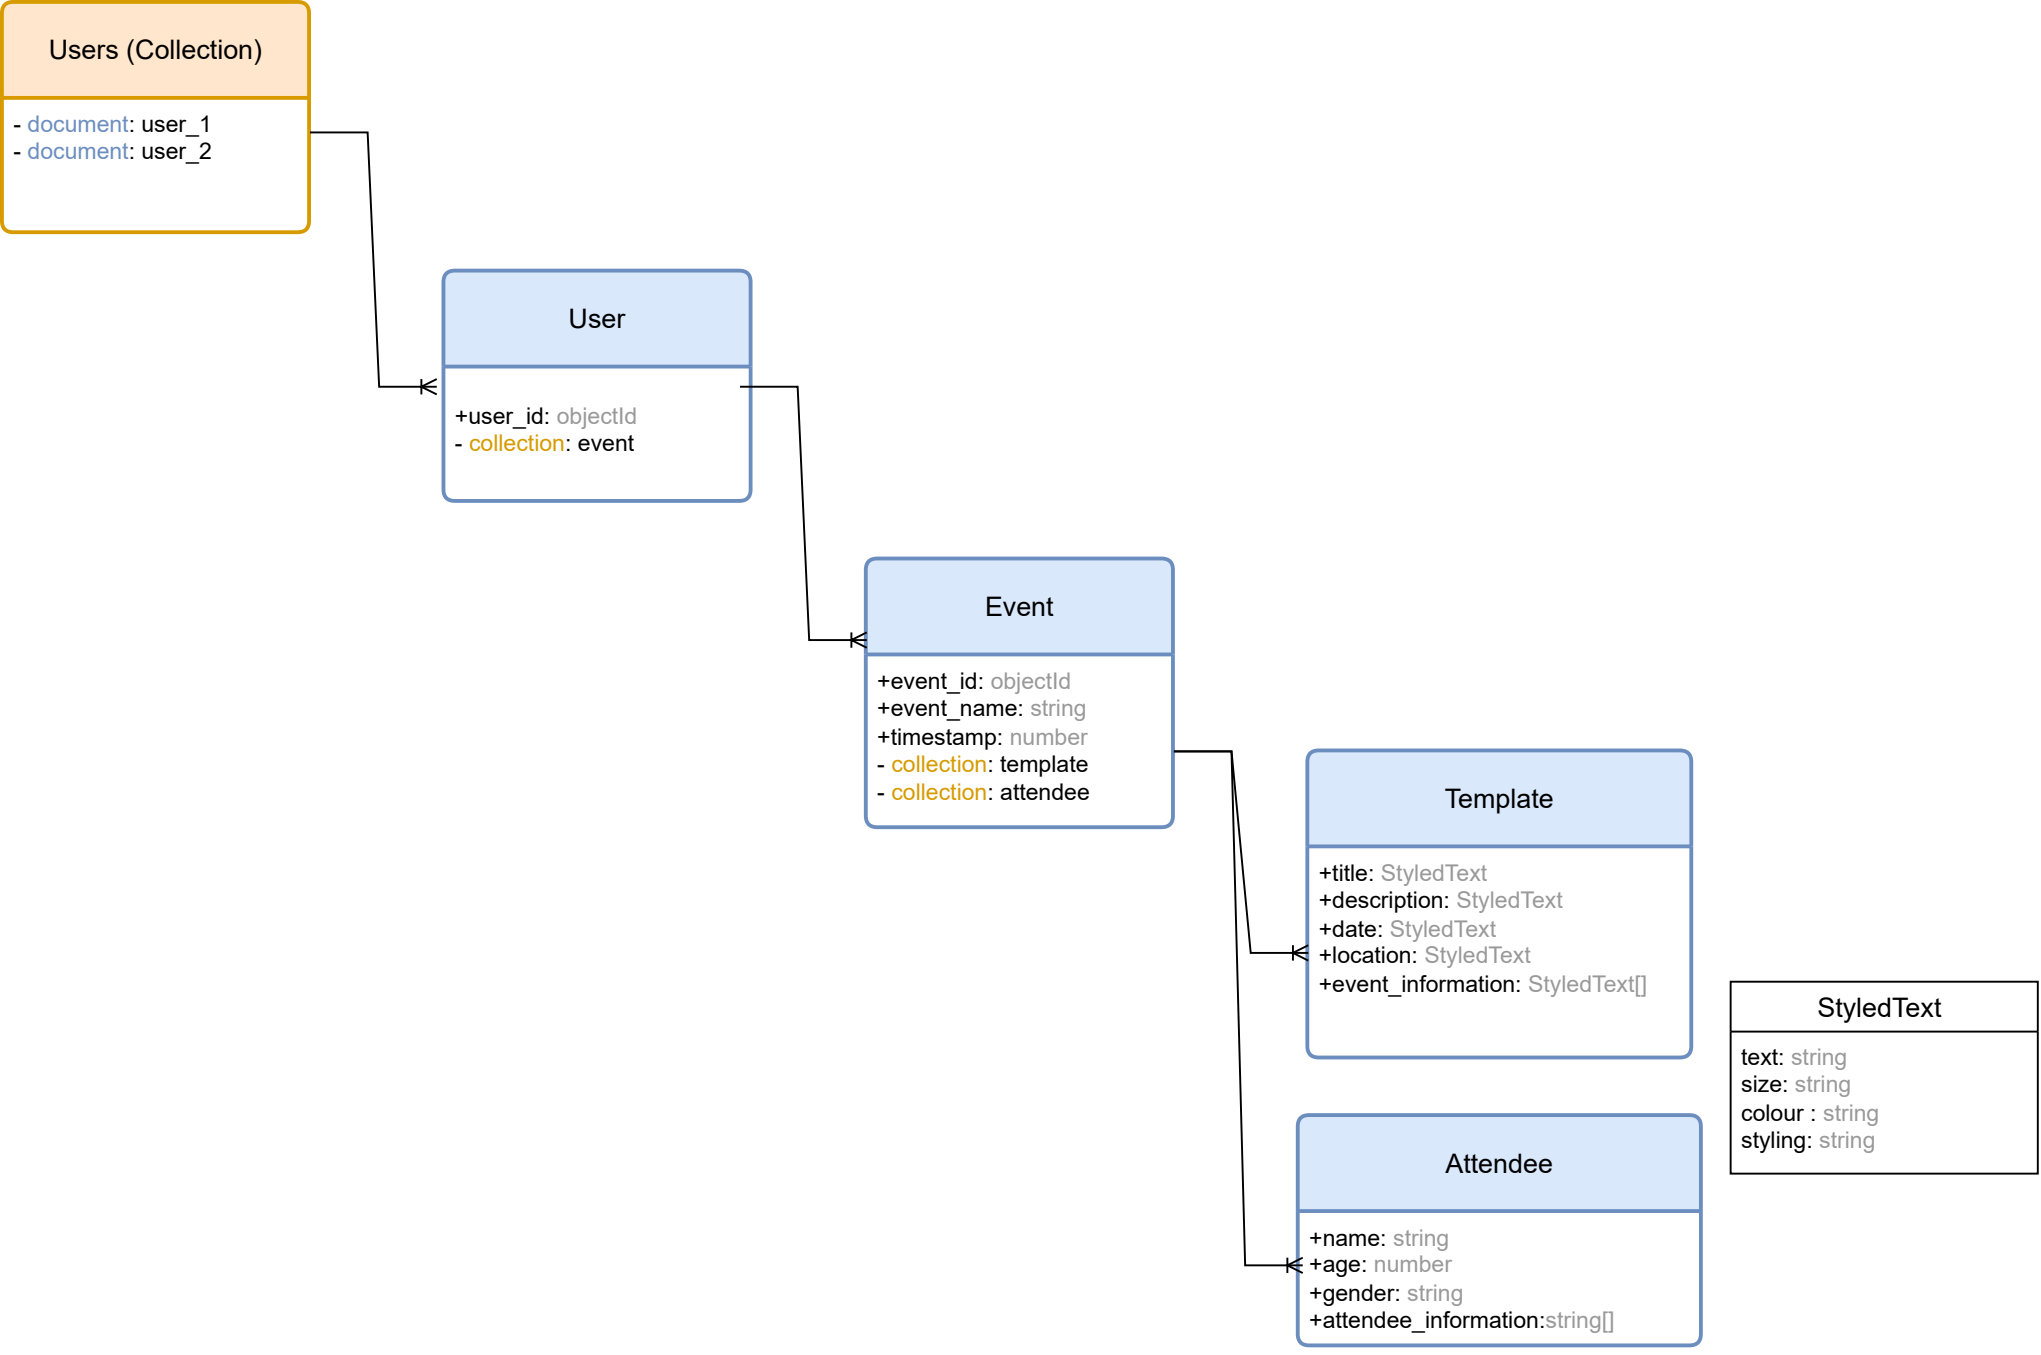 Users (Collection)
- document: user_1
- document: user_2
User
+user_id: objectId
- collection: event
Event
+event_id: objectId
+event_name: string
+timestamp: number
- collection: template
- collection: attendee
Template
+title: StyledText
+description: StyledText
+date: StyledText
+location: StyledText
+event_information: StyledText[]
StyledText
text: string
size: string
colour : string
styling: string
Attendee
+name: string
+age: number
+gender: string
+attendee_information:string[]